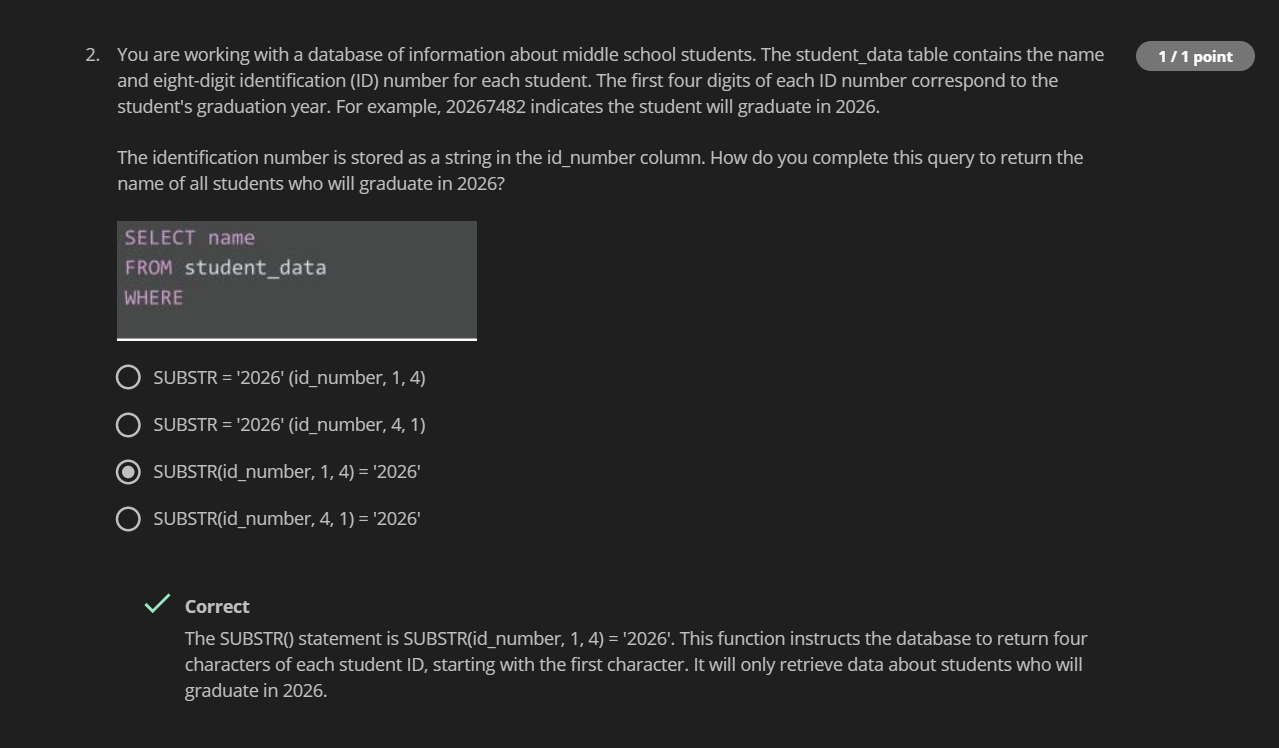 2. You are working with a database of information about middle school students. The student_data table contains the name
1 / 1 point
and eight-digit identification (ID) number for each student. The first four digits of each ID number correspond to the
student's graduation year. For example, 20267482 indicates the student will graduate in 2026.
The identification number is stored as a string in the id_number column. How do you complete this query to return the
name of all students who will graduate in 2026?
SELECT name
FROM student_data
WHERE
SUBSTR = '2026' (id_number, 1, 4)
SUBSTR = '2026' (id_number, 4, 1)
SUBSTR(id_number, 1, 4) = '2026'
SUBSTR(id_number, 4, 1) = '2026'
Correct
The SUBSTR() statement is SUBSTR(id_number, 1, 4) = '2026'. This function instructs the database to return four
characters of each student ID, starting with the first character. It will only retrieve data about students who will
graduate in 2026.